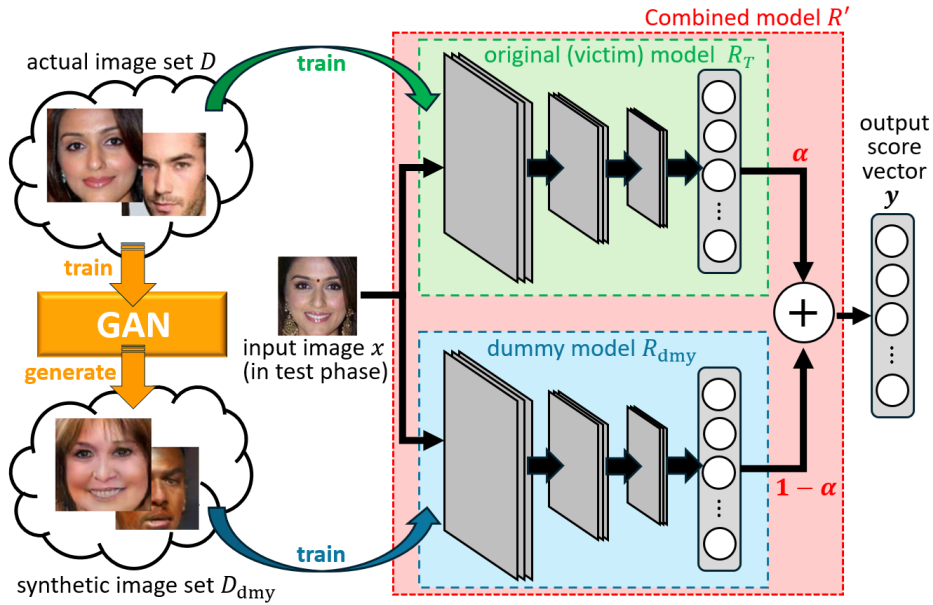 Combined model R′
actual image set D
train
original (victim) model R_T
output
score
vector
y
α
⋮
train
GAN
generate
input image x
(in test phase)
+
dummy model R_dmy
1 − α
train
synthetic image set D_dmy